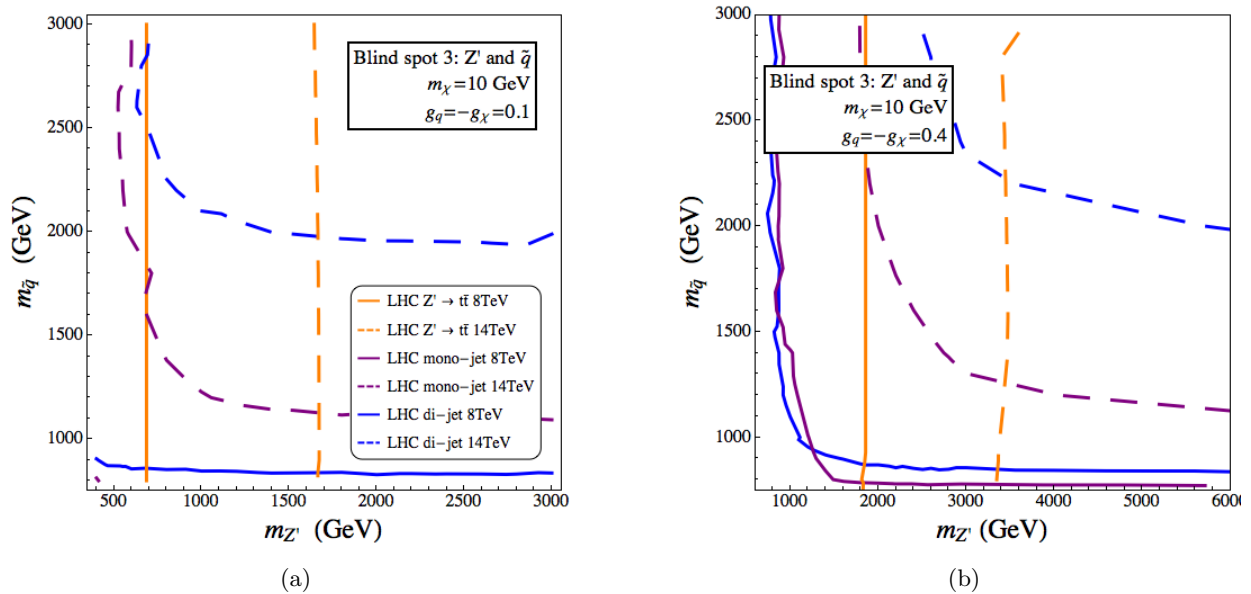 3000
2500
2000
1500
1000
m_q̃ (GeV)
500 1000 1500 2000 2500 3000
m_Z' (GeV)
Blind spot 3: Z' and q̃
m_χ=10 GeV
g_q=−g_χ=0.1
LHC Z' → tt̄ 8TeV
LHC Z' → tt̄ 14TeV
LHC mono−jet 8TeV
LHC mono−jet 14TeV
LHC di−jet 8TeV
LHC di−jet 14TeV
(a)
3000
2500
2000
1500
1000
m_q̃ (GeV)
1000 2000 3000 4000 5000 6000
m_Z' (GeV)
Blind spot 3: Z' and q̃
m_χ=10 GeV
g_q=−g_χ=0.4
(b)